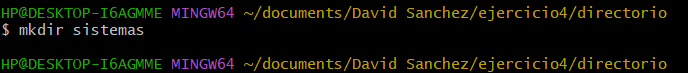 HP@DESKTOP-I6AGMME MINGW64 ~/documents/David Sanchez/ejercicio4/directorio
$ mkdir sistemas
HP@DESKTOP-I6AGMME MINGW64 ~/documents/David Sanchez/ejercicio4/directorio